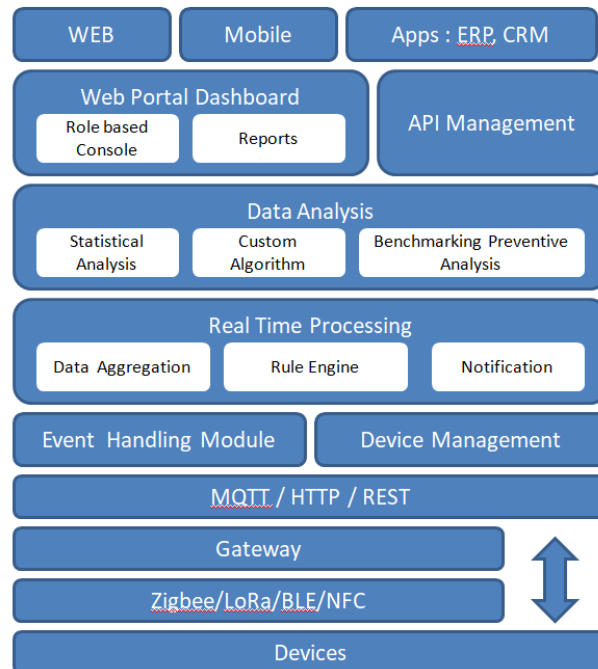 WEB
Mobile
Apps : ERP, CRM
Web Portal Dashboard
Role based
Console
Reports
API Management
Data Analysis
Statistical
Analysis
Custom
Algorithm
Benchmarking Preventive
Analysis
Real Time Processing
Data Aggregation
Rule Engine
Notification
Event Handling Module
Device Management
MQTT / HTTP / REST
Gateway
Zigbee/LoRa/BLE/NFC
Devices